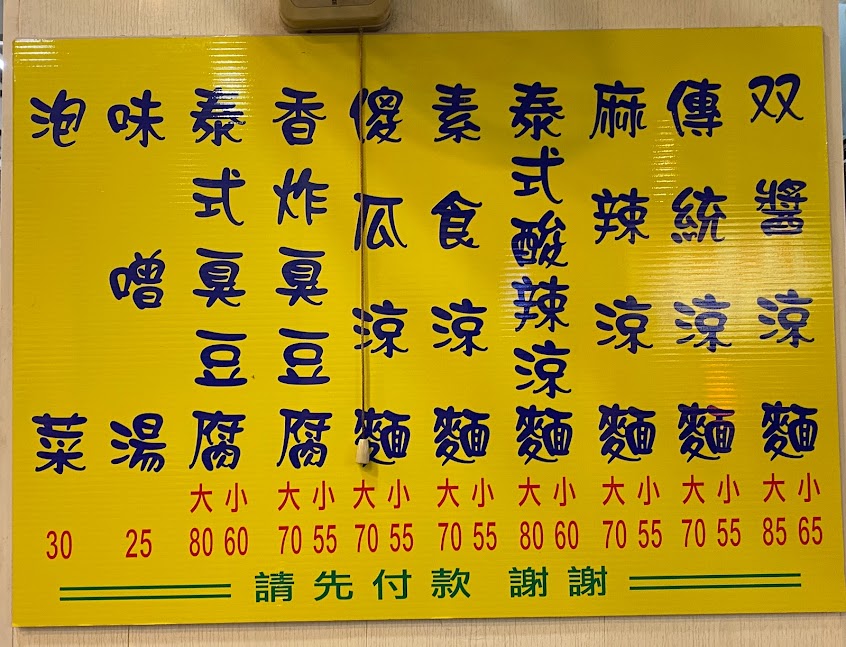 双醬涼麵 大85 小65
傳統涼麵 大70 小55
麻辣涼麵 大70 小55
泰式酸辣涼麵 大80 小60
素食涼麵 大70 小55
傻瓜涼麵 大70 小55
香炸臭豆腐 大70 小55
泰式臭豆腐 大80 小60
味噌湯 25
泡菜 30
請先付款 謝謝